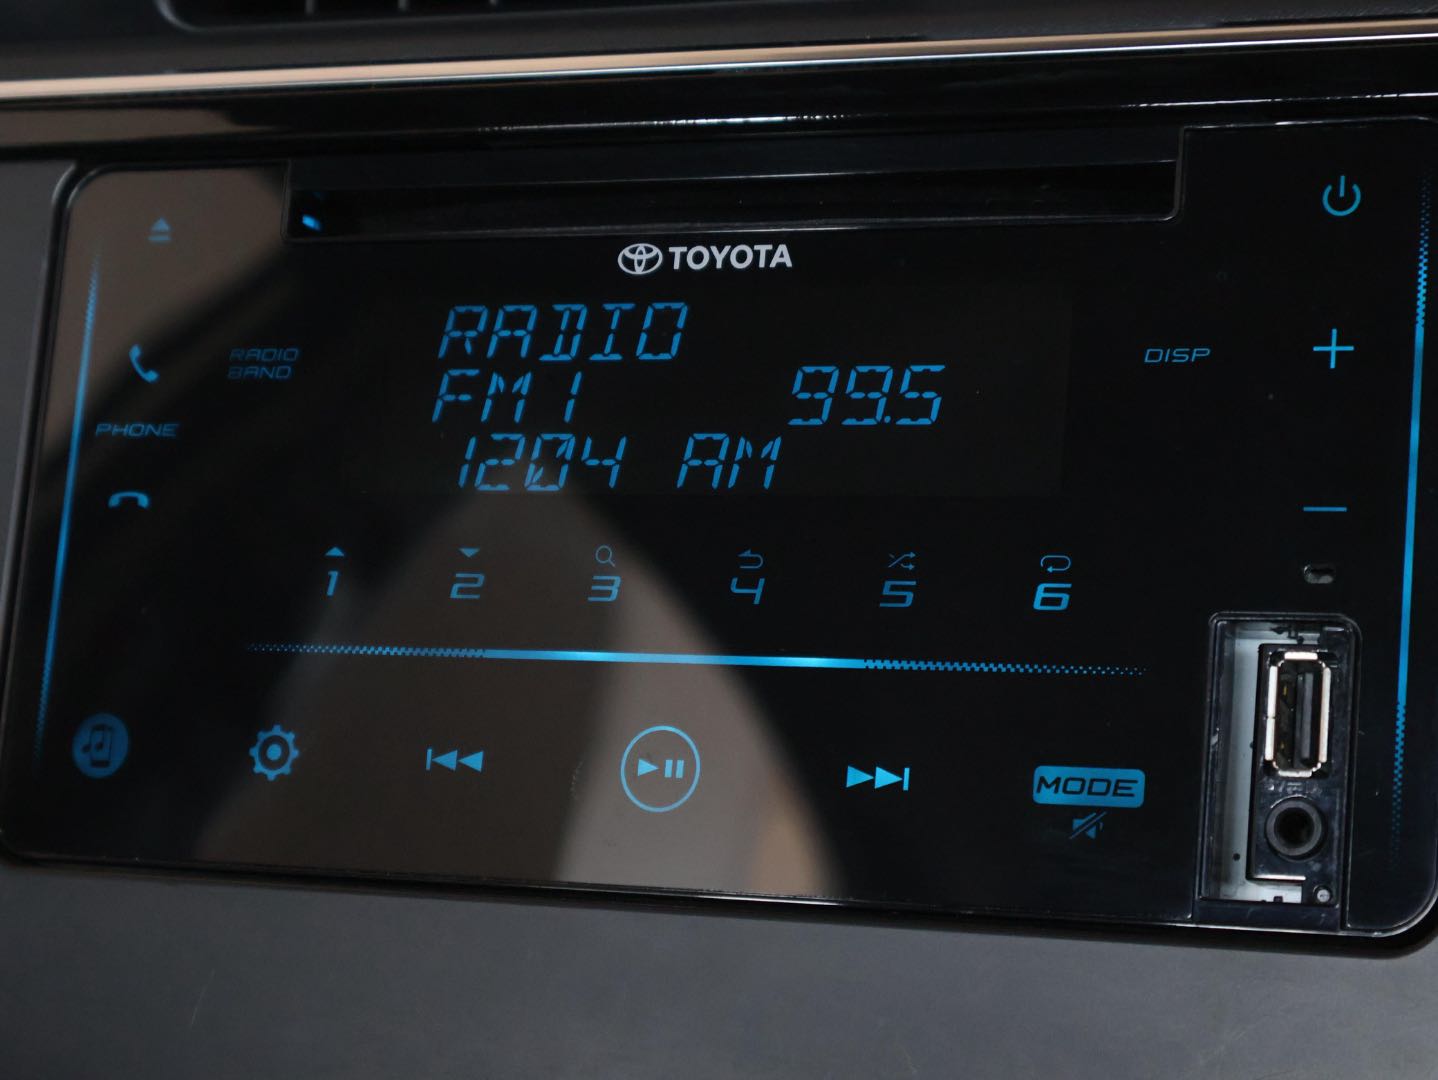 TOYOTA
RADIO
RADIO
BAND
DISP
FM1 99.5
PHONE
1204 AM
1 2 3 4 5 6
MODE